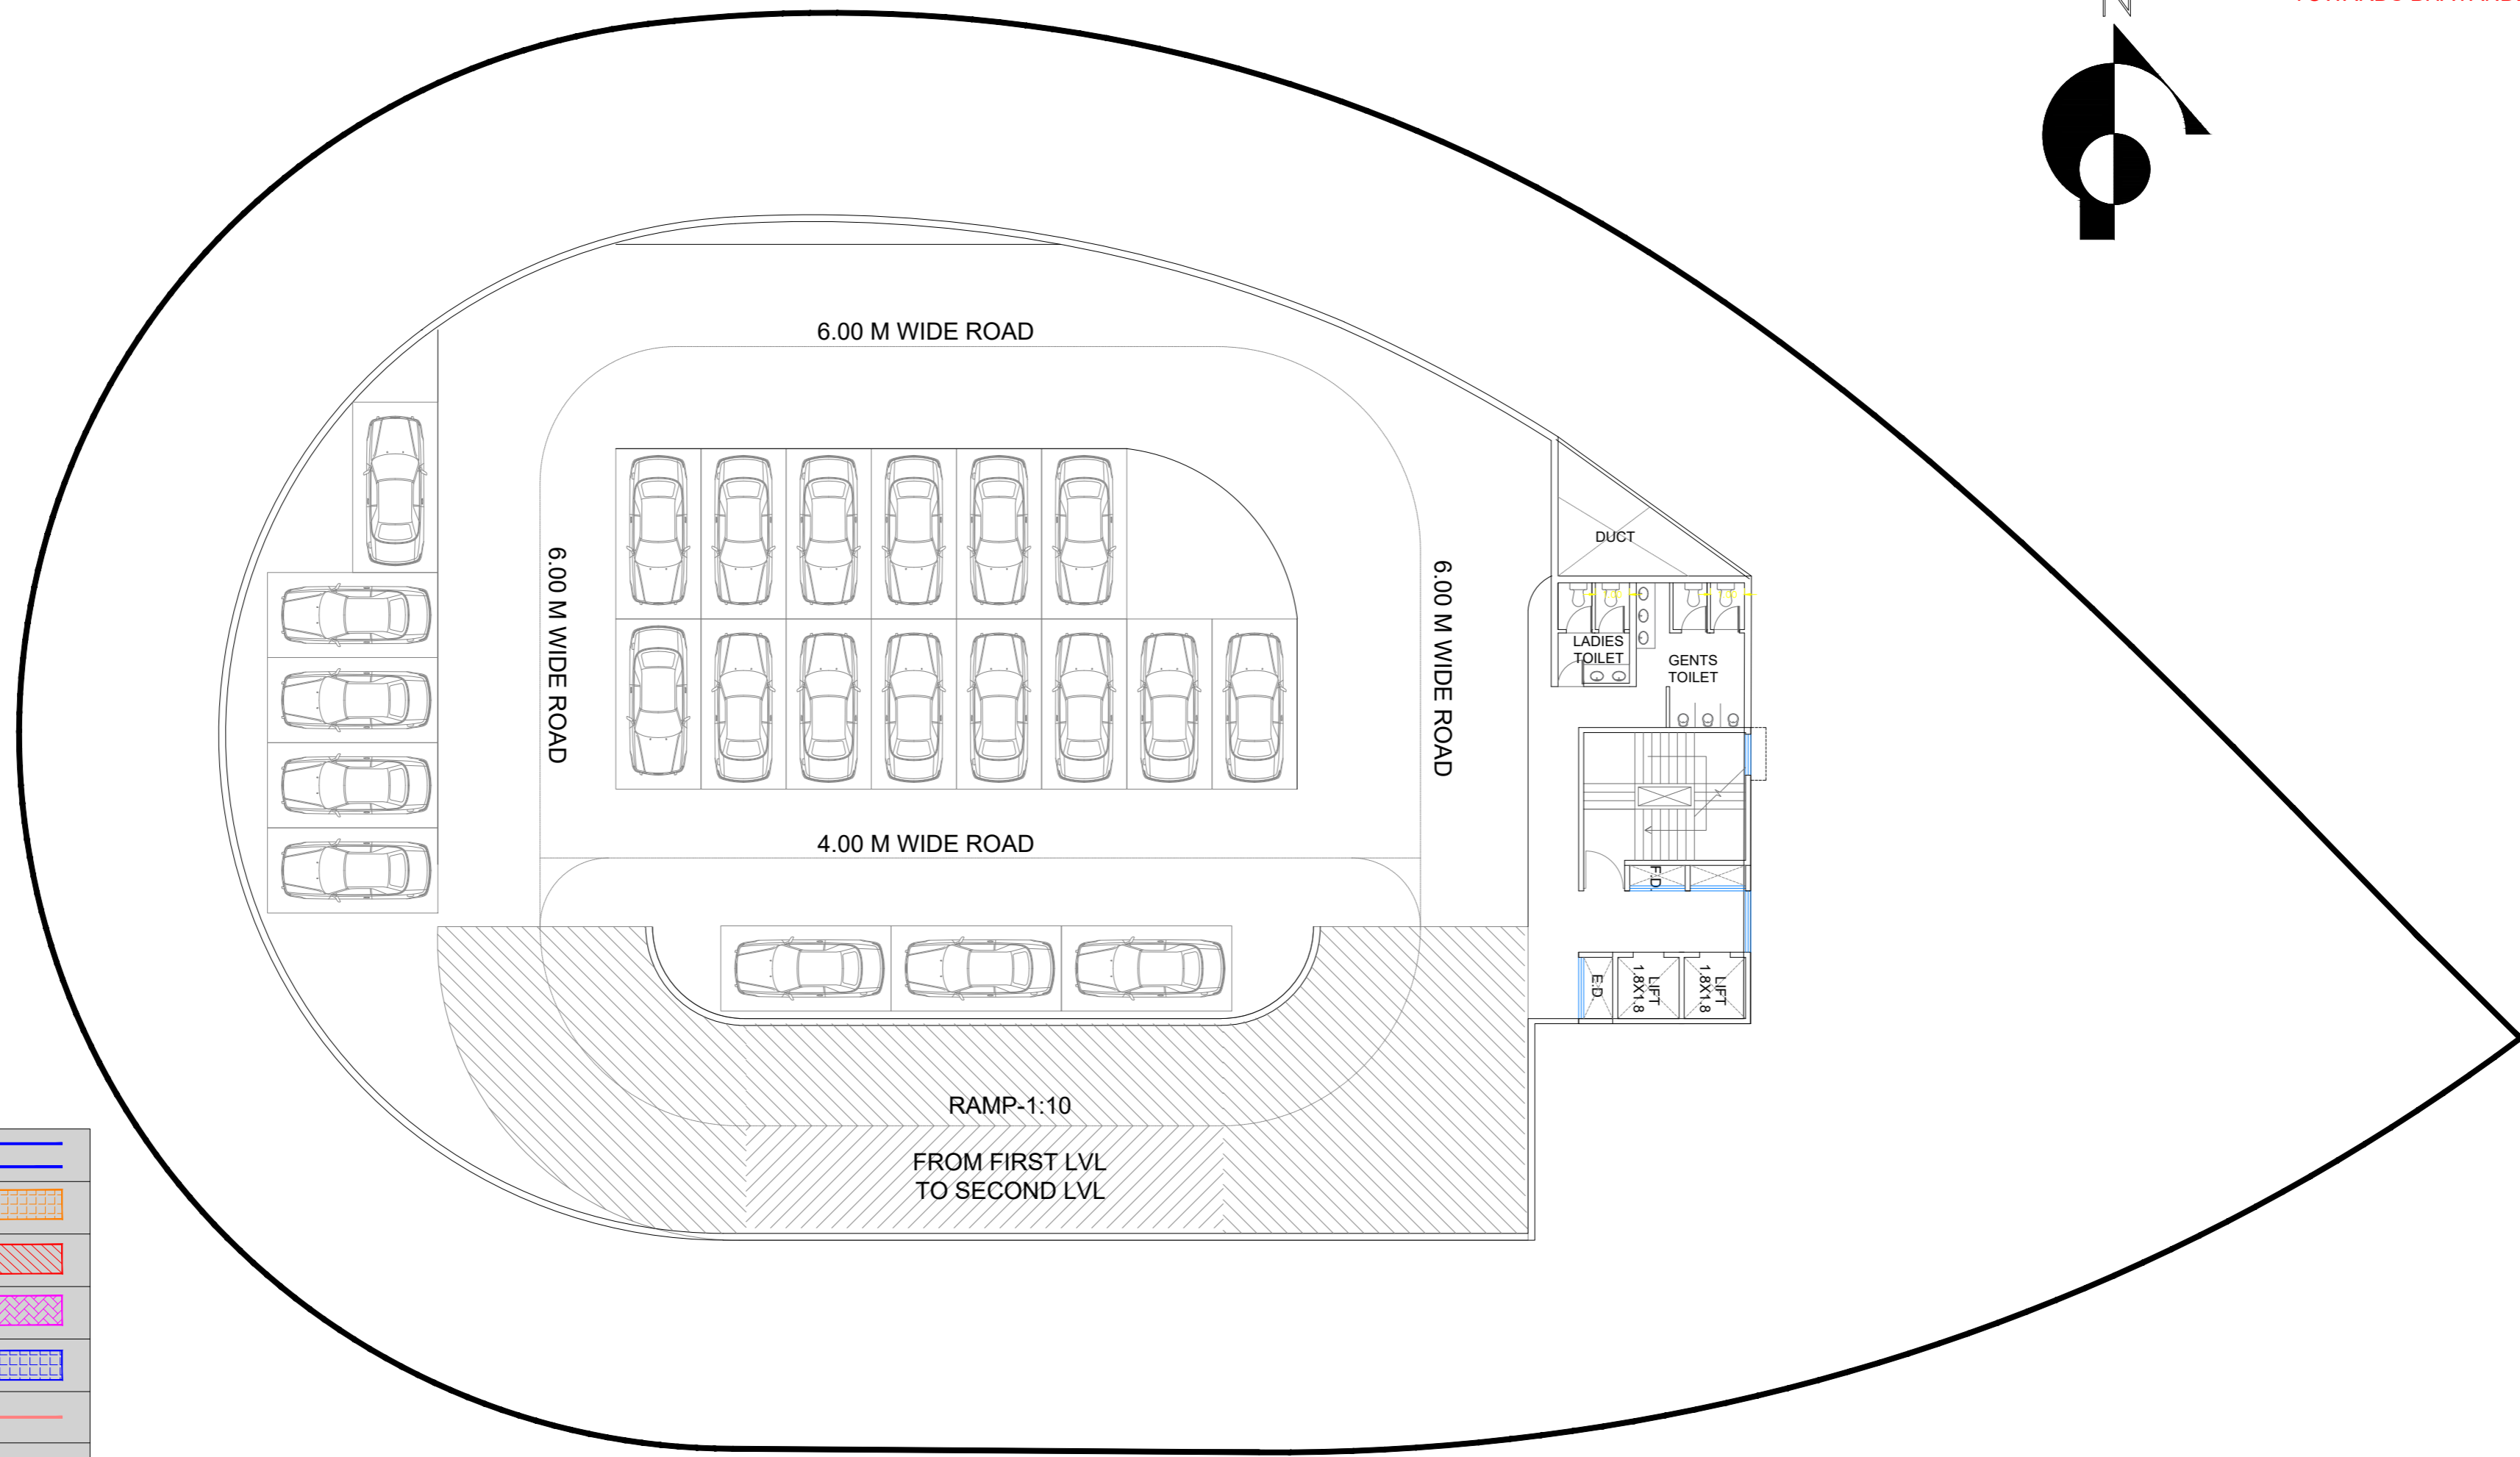 N
6.00 M WIDE ROAD
DUCT
6.00 M WIDE ROAD
6.00 M WIDE ROAD
LADIES
TOILET
GENTS
TOILET
4.00 M WIDE ROAD
F.D.
E.D
LIFT
1.8X1.8
LIFT
1.8X1.8
RAMP-1:10
FROM FIRST LVL
TO SECOND LVL